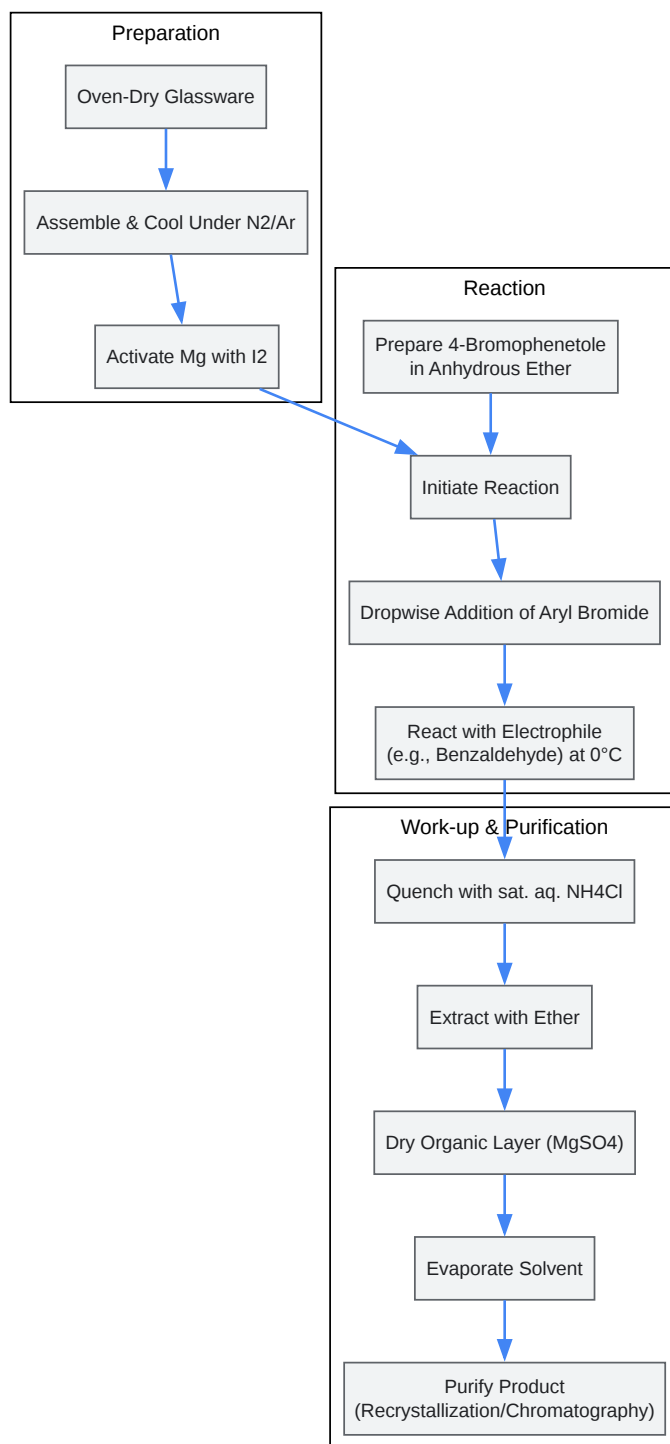 Preparation
Oven-Dry Glassware
Assemble & Cool Under N2/Ar
Activate Mg with I2
Reaction
Prepare 4-Bromophenetole
in Anhydrous Ether
Initiate Reaction
Dropwise Addition of Aryl Bromide
React with Electrophile
(e.g., Benzaldehyde) at 0°C
Work-up & Purification
Quench with sat. aq. NH4Cl
Extract with Ether
Dry Organic Layer (MgSO4)
Evaporate Solvent
Purify Product
(Recrystallization/Chromatography)